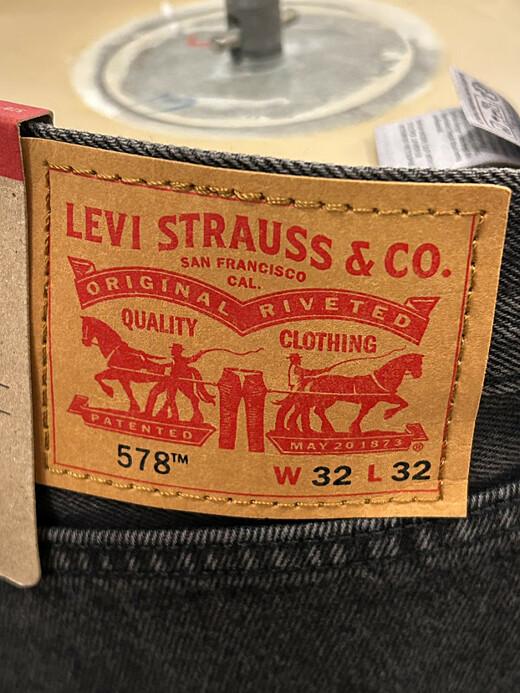 LEVI STRAUSS & CO.
SAN FRANCISCO
CAL.
ORIGINAL RIVETED
QUALITY CLOTHING
PATENTED MAY 20 1873 ®
578™ W 32 L 32